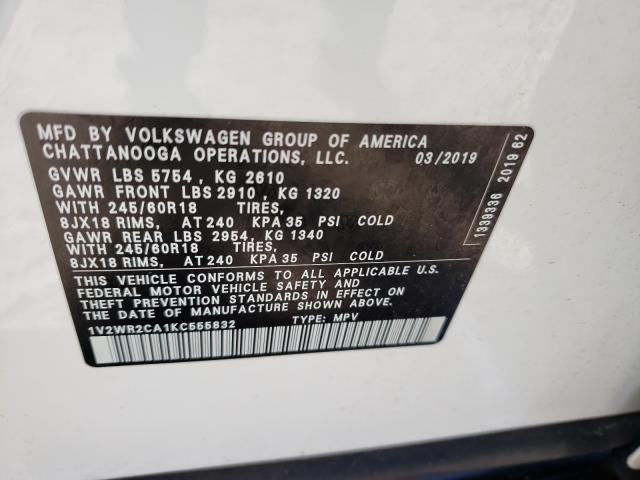 MFD BY VOLKSWAGEN GROUP OF AMERICA
CHATTANOOGA OPERATIONS, LLC. 03/2019
GVWR LBS 5754 , KG 2610
GAWR FRONT LBS 2910 , KG 1320
WITH 245/60R18 TIRES,
8JX18 RIMS, AT 240 KPA 35 PSI COLD
GAWR REAR LBS 2954, KG 1340
WITH 245/60R18 TIRES,
8JX18 RIMS, AT 240 KPA 35 PSI COLD
THIS VEHICLE CONFORMS TO ALL APPLICABLE U.S.
FEDERAL MOTOR VEHICLE SAFETY AND
THEFT PREVENTION STANDARDS IN EFFECT ON
THE DATE OF MANUFACTURE SHOWN ABOVE.
1V2WR2CA1KC555832 TYPE: MPV
1339336 2019 62